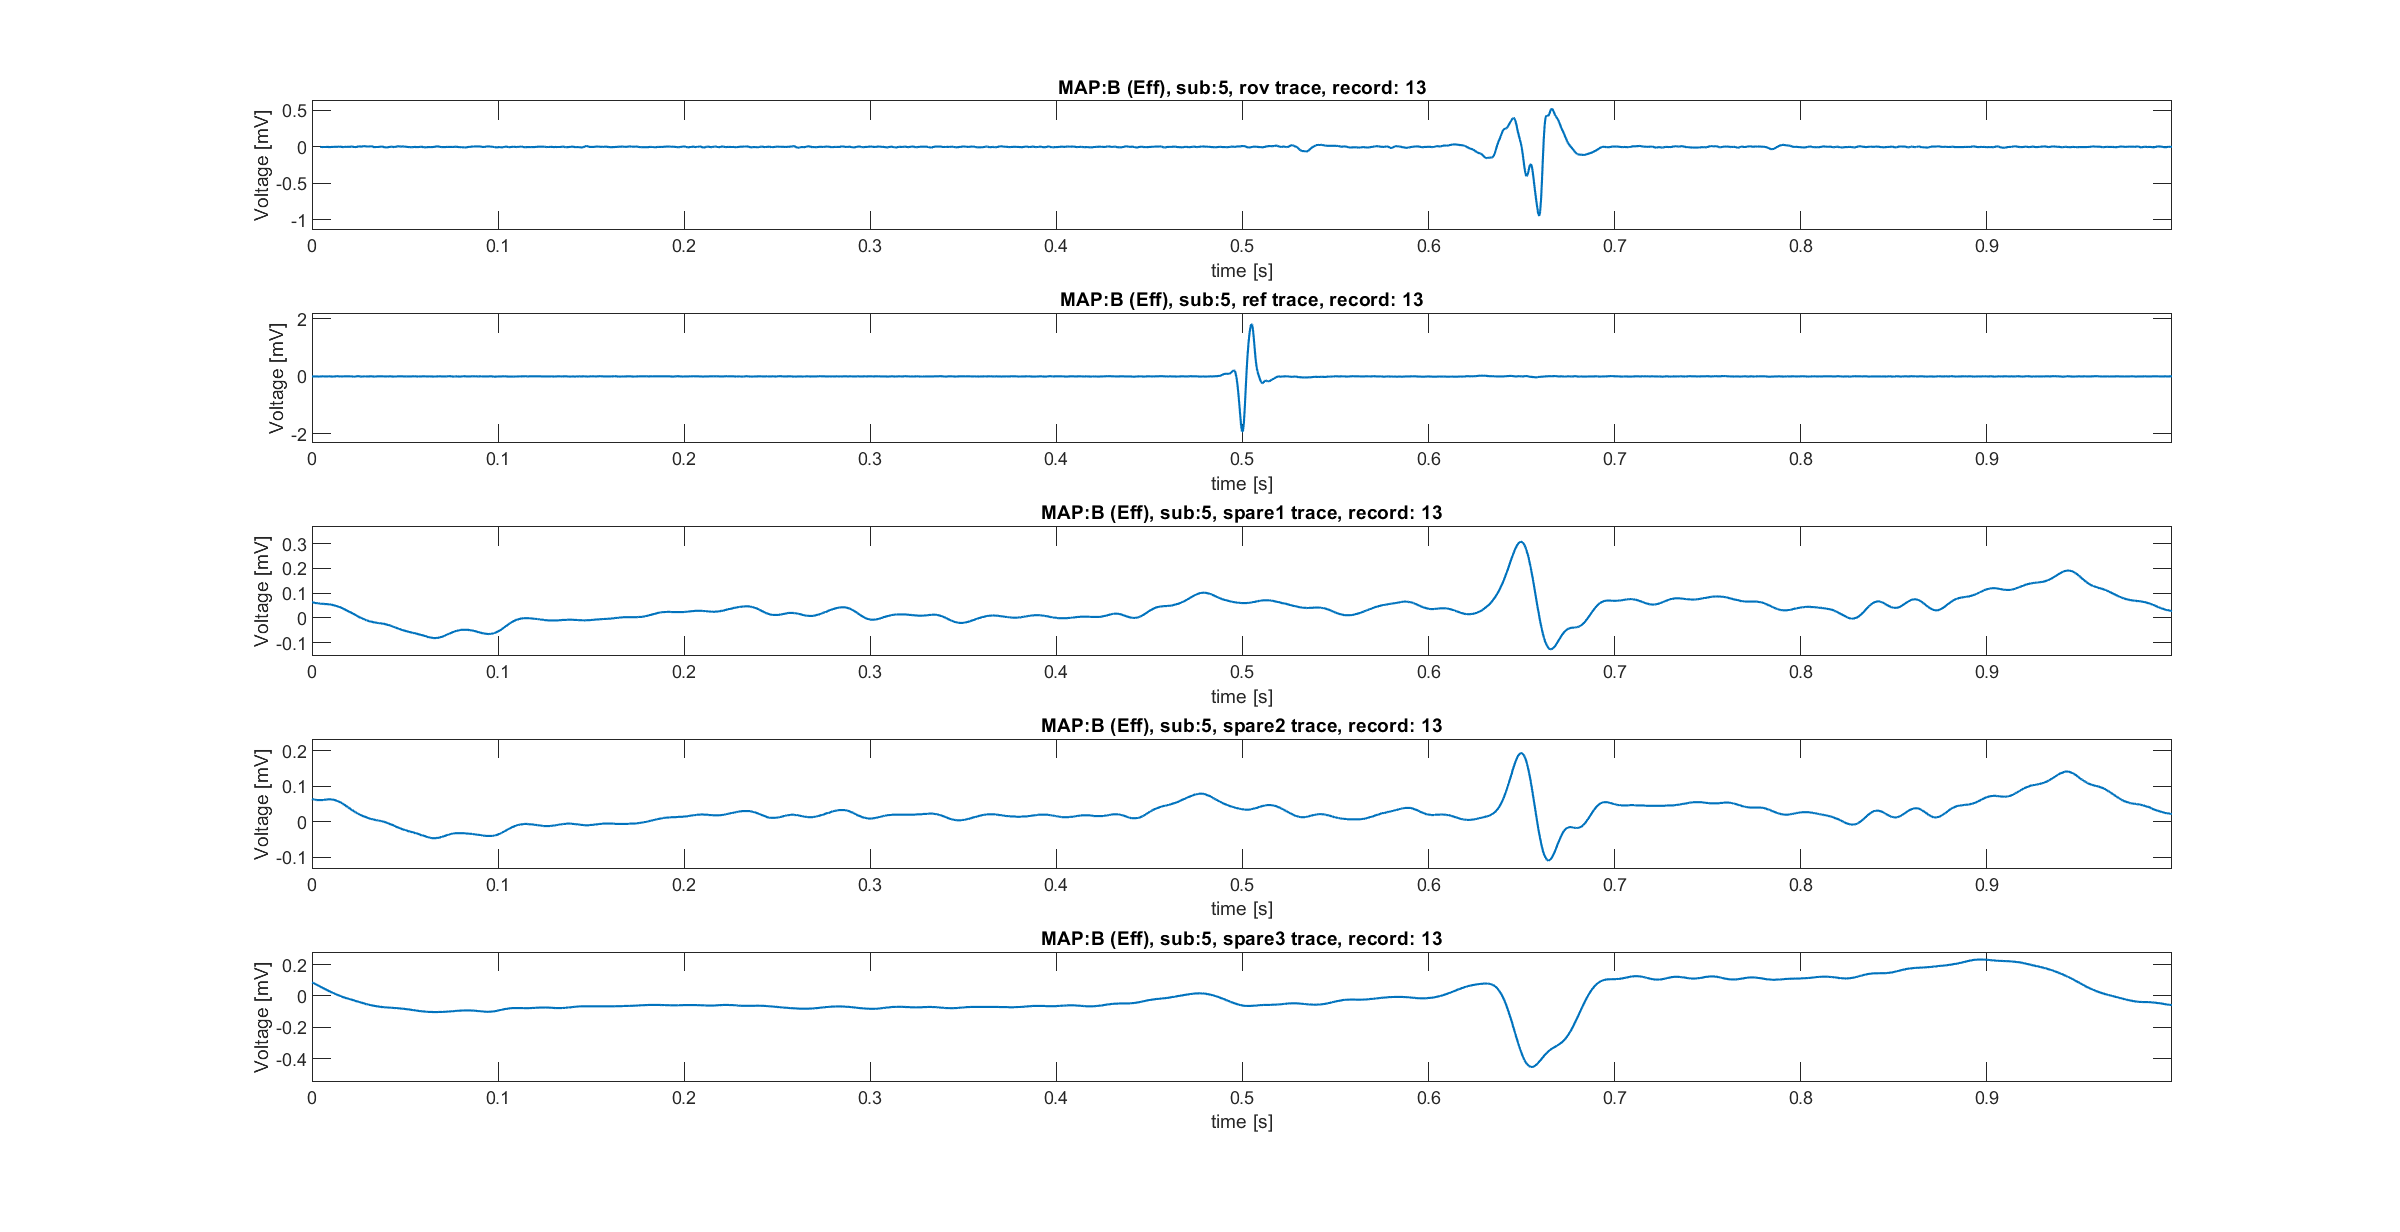 MAP:B (Eff), sub:5, rov trace, record: 13
Voltage [mV]
0.5
0
-0.5
-1
0 0.1 0.2 0.3 0.4 0.5 0.6 0.7 0.8 0.9
time [s]
MAP:B (Eff), sub:5, ref trace, record: 13
Voltage [mV]
2
0
-2
0 0.1 0.2 0.3 0.4 0.5 0.6 0.7 0.8 0.9
time [s]
MAP:B (Eff), sub:5, spare1 trace, record: 13
Voltage [mV]
0.3
0.2
0.1
0
-0.1
0 0.1 0.2 0.3 0.4 0.5 0.6 0.7 0.8 0.9
time [s]
MAP:B (Eff), sub:5, spare2 trace, record: 13
Voltage [mV]
0.2
0.1
0
-0.1
0 0.1 0.2 0.3 0.4 0.5 0.6 0.7 0.8 0.9
time [s]
MAP:B (Eff), sub:5, spare3 trace, record: 13
Voltage [mV]
0.2
0
-0.2
-0.4
0 0.1 0.2 0.3 0.4 0.5 0.6 0.7 0.8 0.9
time [s]